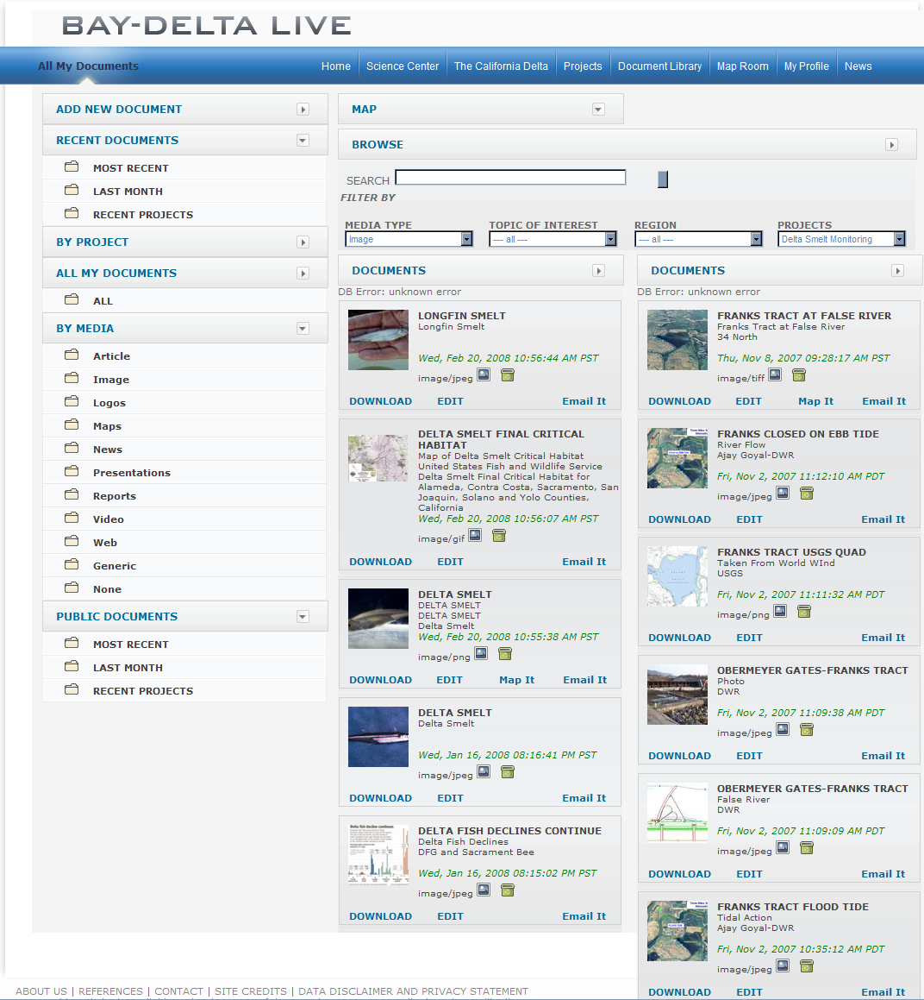 BAY-DELTA LIVE
All My Documents
Home
Science Center
The California Delta
Projects
Document Library
Map Room
My Profile
News
ADD NEW DOCUMENT
RECENT DOCUMENTS
MOST RECENT
LAST MONTH
RECENT PROJECTS
BY PROJECT
ALL MY DOCUMENTS
ALL
BY MEDIA
Article
Image
Logos
Maps
News
Presentations
Reports
Video
Web
Generic
None
PUBLIC DOCUMENTS
MOST RECENT
LAST MONTH
RECENT PROJECTS
MAP
BROWSE
SEARCH
FILTER BY
MEDIA TYPE
TOPIC OF INTEREST
REGION
PROJECTS
Image
--- all ---
--- all ---
Delta Smelt Monitoring
DOCUMENTS
DB Error: unknown error
LONGFIN SMELT
Longfin Smelt
Wed, Feb 20, 2008 10:56:44 AM PST
image/jpeg
DOWNLOAD EDIT Email It
DELTA SMELT FINAL CRITICAL
HABITAT
Map of Delta Smelt Critical Habitat
United States Fish and Wildlife Service
Delta Smelt Final Critical Habitat for
Alameda, Contra Costa, Sacramento, San
Joaquin, Solano and Yolo Counties,
California
Wed, Feb 20, 2008 10:56:07 AM PST
image/gif
DOWNLOAD EDIT Email It
DELTA SMELT
DELTA SMELT
DELTA SMELT
Delta Smelt
Wed, Feb 20, 2008 10:55:38 AM PST
image/png
DOWNLOAD EDIT Map It Email It
DELTA SMELT
Delta Smelt
Wed, Jan 16, 2008 08:16:41 PM PST
image/jpeg
DOWNLOAD EDIT Email It
Delta fish decline continues
DELTA FISH DECLINES CONTINUE
Delta Fish Declines
DFG and Sacrament Bee
Wed, Jan 16, 2008 08:15:02 PM PST
image/jpeg
DOWNLOAD EDIT Email It
DOCUMENTS
DB Error: unknown error
FRANKS TRACT AT FALSE RIVER
Franks Tract at False River
34 North
Thu, Nov 8, 2007 09:28:17 AM PST
image/tiff
DOWNLOAD EDIT Map It Email It
FRANKS CLOSED ON EBB TIDE
River Flow
Ajay Goyal-DWR
Fri, Nov 2, 2007 11:12:10 AM PDT
image/jpeg
DOWNLOAD EDIT Email It
FRANKS TRACT USGS QUAD
Taken From World WInd
USGS
Fri, Nov 2, 2007 11:11:32 AM PDT
image/png
DOWNLOAD EDIT Email It
OBERMEYER GATES-FRANKS TRACT
Photo
DWR
Fri, Nov 2, 2007 11:09:38 AM PDT
image/jpeg
DOWNLOAD EDIT Email It
OBERMEYER GATES-FRANKS TRACT
False River
DWR
Fri, Nov 2, 2007 11:09:09 AM PDT
image/jpeg
DOWNLOAD EDIT Email It
FRANKS TRACT FLOOD TIDE
Tidal Action
Ajay Goyal-DWR
Fri, Nov 2, 2007 10:35:12 AM PDT
image/jpeg
DOWNLOAD EDIT Email It
ABOUT US | REFERENCES | CONTACT | SITE CREDITS | DATA DISCLAIMER AND PRIVACY STATEMENT